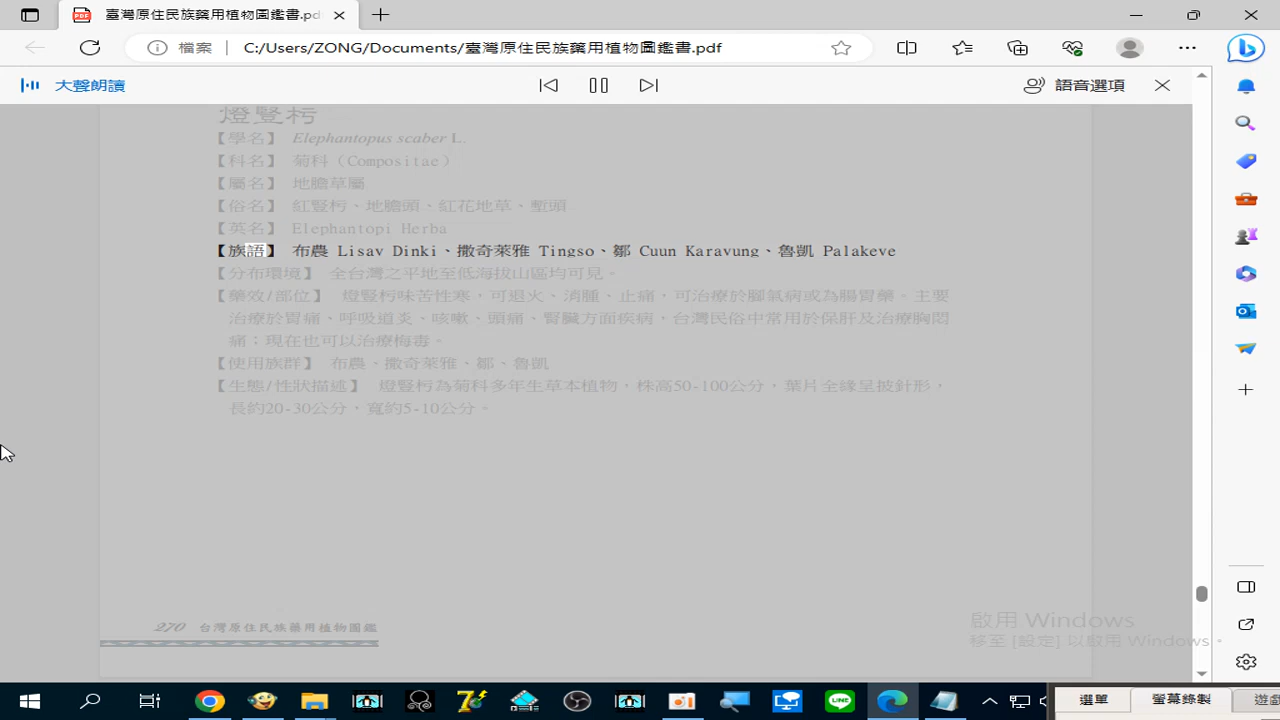 臺灣原住民族藥用植物圖鑑書.pdf
檔案
C:/Users/ZONG/Documents/臺灣原住民族藥用植物圖鑑書.pdf
大聲朗讀
語音選項
燈豎杇
【學名】 Elephantopus scaber L.
【科名】 菊科（Compositae）
【屬名】 地膽草屬
【俗名】 紅豎杇、地膽頭、紅花地草、墼頭
【英名】 Elephantopi Herba
【族語】 布農 Lisav Dinki、撒奇萊雅 Tingso、鄒 Cuun Karavung、魯凱 Palakeve
【分布環境】 全台灣之平地至低海拔山區均可見。
【藥效/部位】 燈豎杇味苦性寒，可退火、消腫、止痛，可治療於腳氣病或為腸胃藥。主要
治療於胃痛、呼吸道炎、咳嗽、頭痛、腎臟方面疾病，台灣民俗中常用於保肝及治療胸悶
痛；現在也可以治療梅毒。
【使用族群】 布農、撒奇萊雅、鄒、魯凱
【生態/性狀描述】 燈豎杇為菊科多年生草本植物，株高50-100公分，葉片全緣呈披針形，
長約20-30公分，寬約5-10公分。
270 台灣原住民族藥用植物圖鑑
啟用 Windows
移至 [設定] 以啟用 Windows。
選單
螢幕錄製